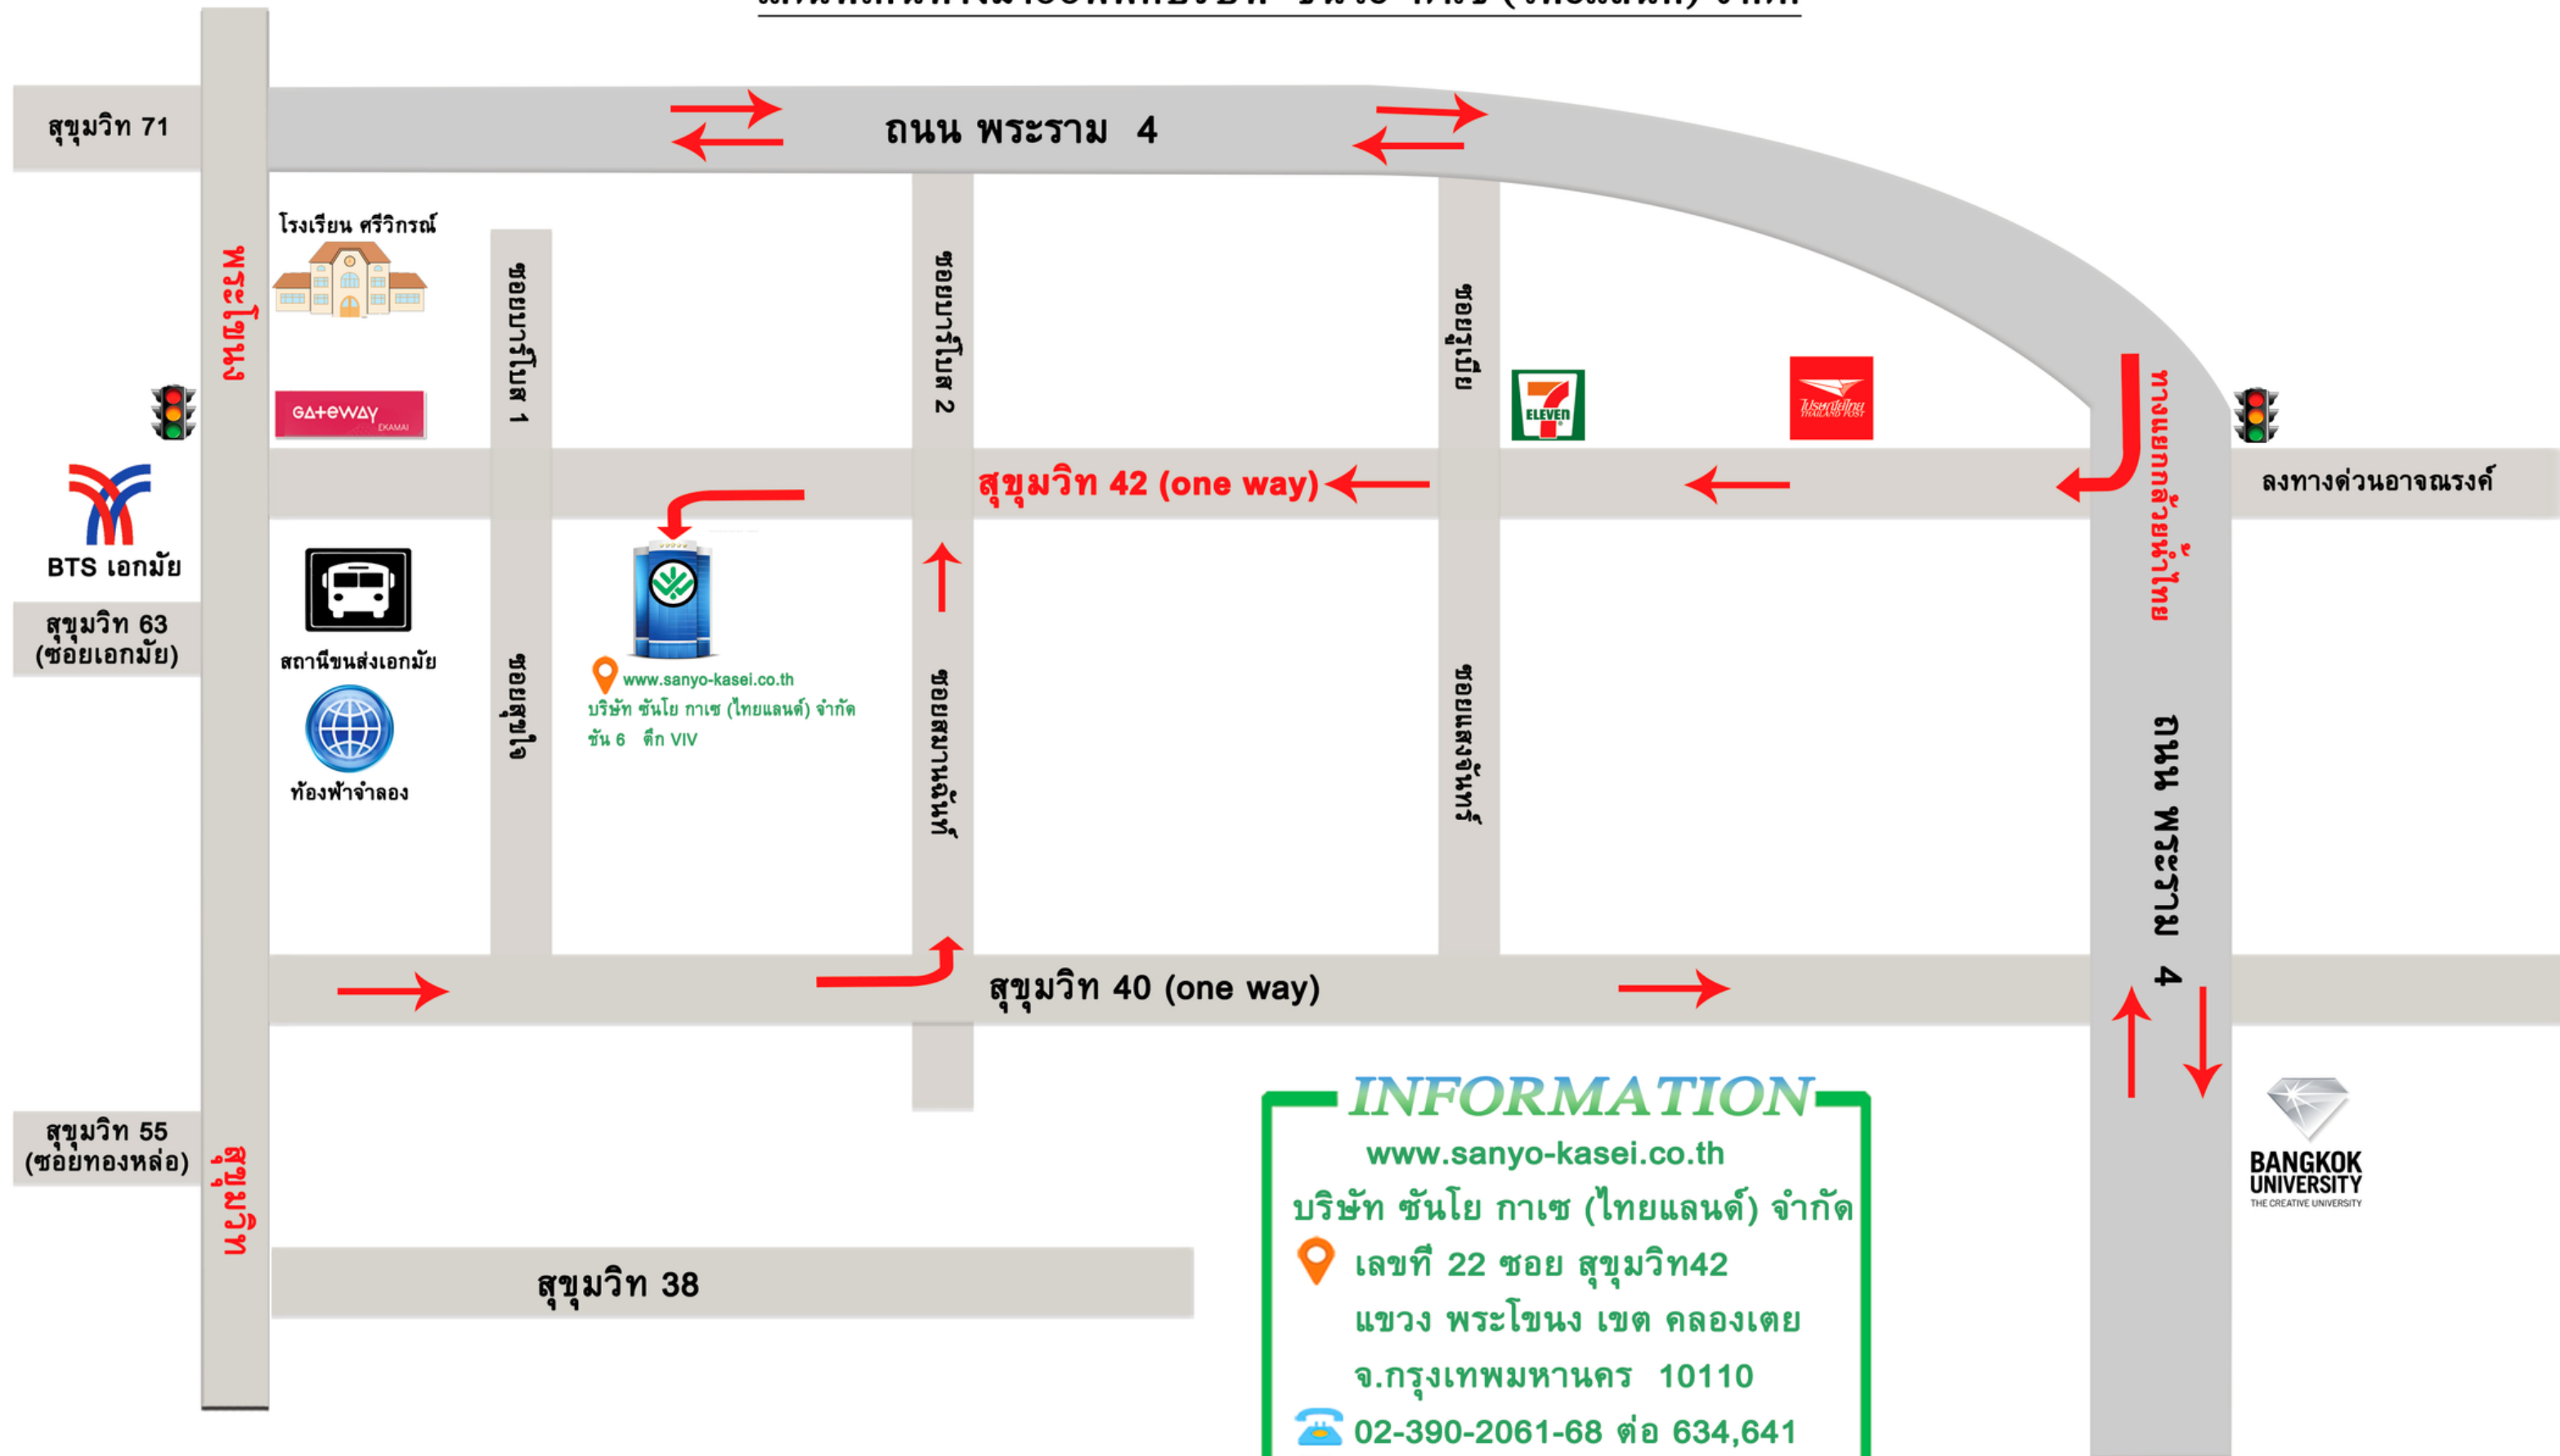 สุขุมวิท 71
ถนน พระราม 4
โรงเรียน ศรีวิกรณ์
พระโขนง
ซอยบาร์โบส 1
ซอยบาร์โบส 2
ซอยรูเบีย
GATEWAY
EKAMAI
7
ELEVEN
ไปรษณีย์ไทย
THAILAND POST
ทางแยกกล้วยน้ำไทย
สุขุมวิท 42 (one way)
ลงทางด่วนอาจณรงค์
BTS เอกมัย
สุขุมวิท 63
(ซอยเอกมัย)
สถานีขนส่งเอกมัย
ท้องฟ้าจำลอง
ซอยสุขใจ
www.sanyo-kasei.co.th
บริษัท ซันโย กาเซ (ไทยแลนด์) จำกัด
ชั้น 6 ตึก VIV
ซอยสมานฉันท์
ซอยแสงจันทร์
ถนน พระราม 4
สุขุมวิท 40 (one way)
สุขุมวิท 55
(ซอยทองหล่อ)
สุขุมวิท
สุขุมวิท 38
BANGKOK
UNIVERSITY
THE CREATIVE UNIVERSITY
INFORMATION
www.sanyo-kasei.co.th
บริษัท ซันโย กาเซ (ไทยแลนด์) จำกัด
เลขที่ 22 ซอย สุขุมวิท42
แขวง พระโขนง เขต คลองเตย
จ.กรุงเทพมหานคร 10110
02-390-2061-68 ต่อ 634,641